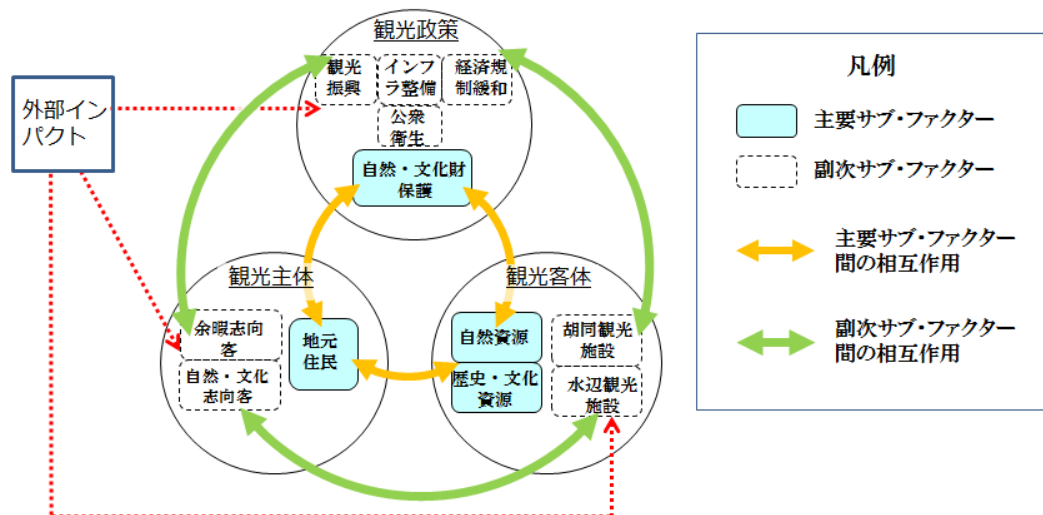 観光政策
観光
振興
インフ
ラ整備
経済規
制緩和
公衆
衛生
自然・文化財
保護
外部イン
パクト
観光主体
余暇志向
客
自然・文化
志向客
地元
住民
観光客体
自然資源
歴史・文化
資源
胡同観光
施設
水辺観光
施設
凡例
主要サブ・ファクター
副次サブ・ファクター
主要サブ・ファクター
間の相互作用
副次サブ・ファクター
間の相互作用